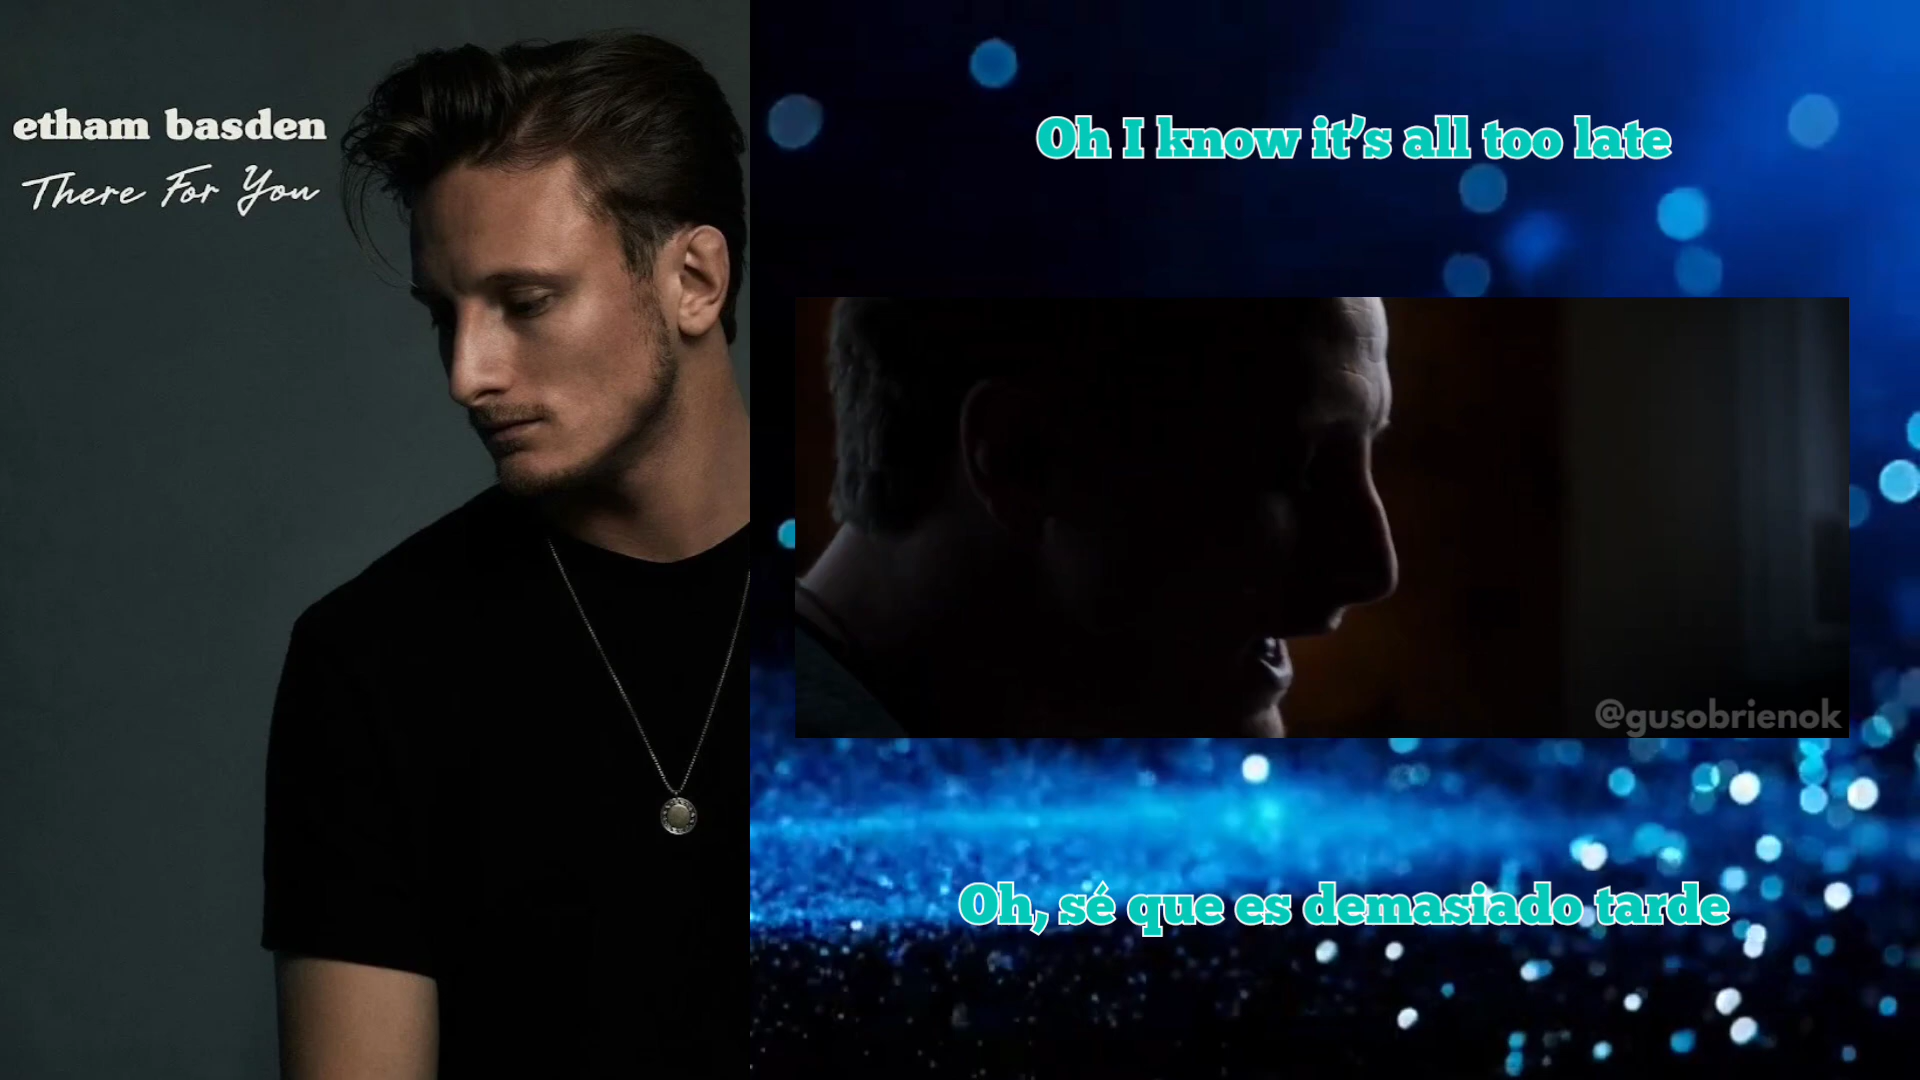 etham basden
There For You
Oh I know it's all too late
@gusobrienok
Oh, sé que es demasiado tarde